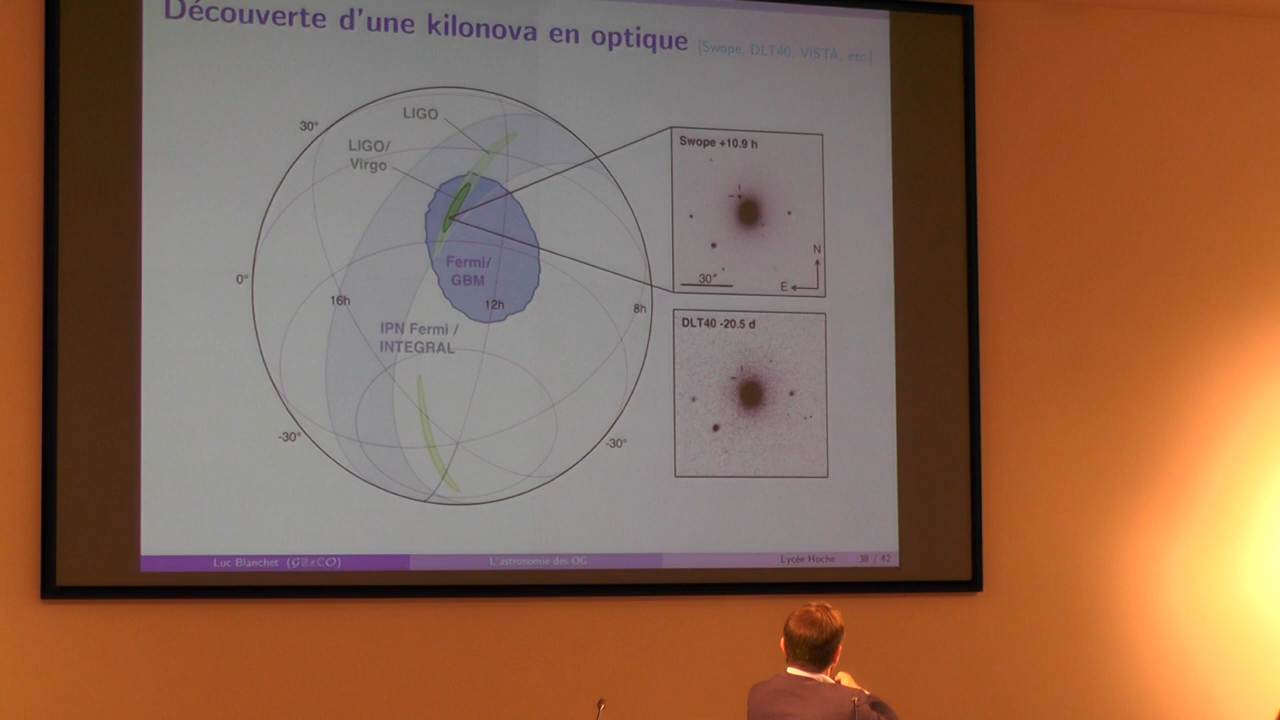 Découverte d'une kilonova en optique [Swope, DLT40, VISTA, etc]
LIGO
30°
LIGO/
Virgo
Swope +10.9 h
N
Fermi/
GBM
0°
30"
E
16h
12h
8h
IPN Fermi /
INTEGRAL
DLT40 -20.5 d
-30°
-30°
Luc Blanchet (GReCO) L'astronomie des OG Lycée Hoche 38 / 42